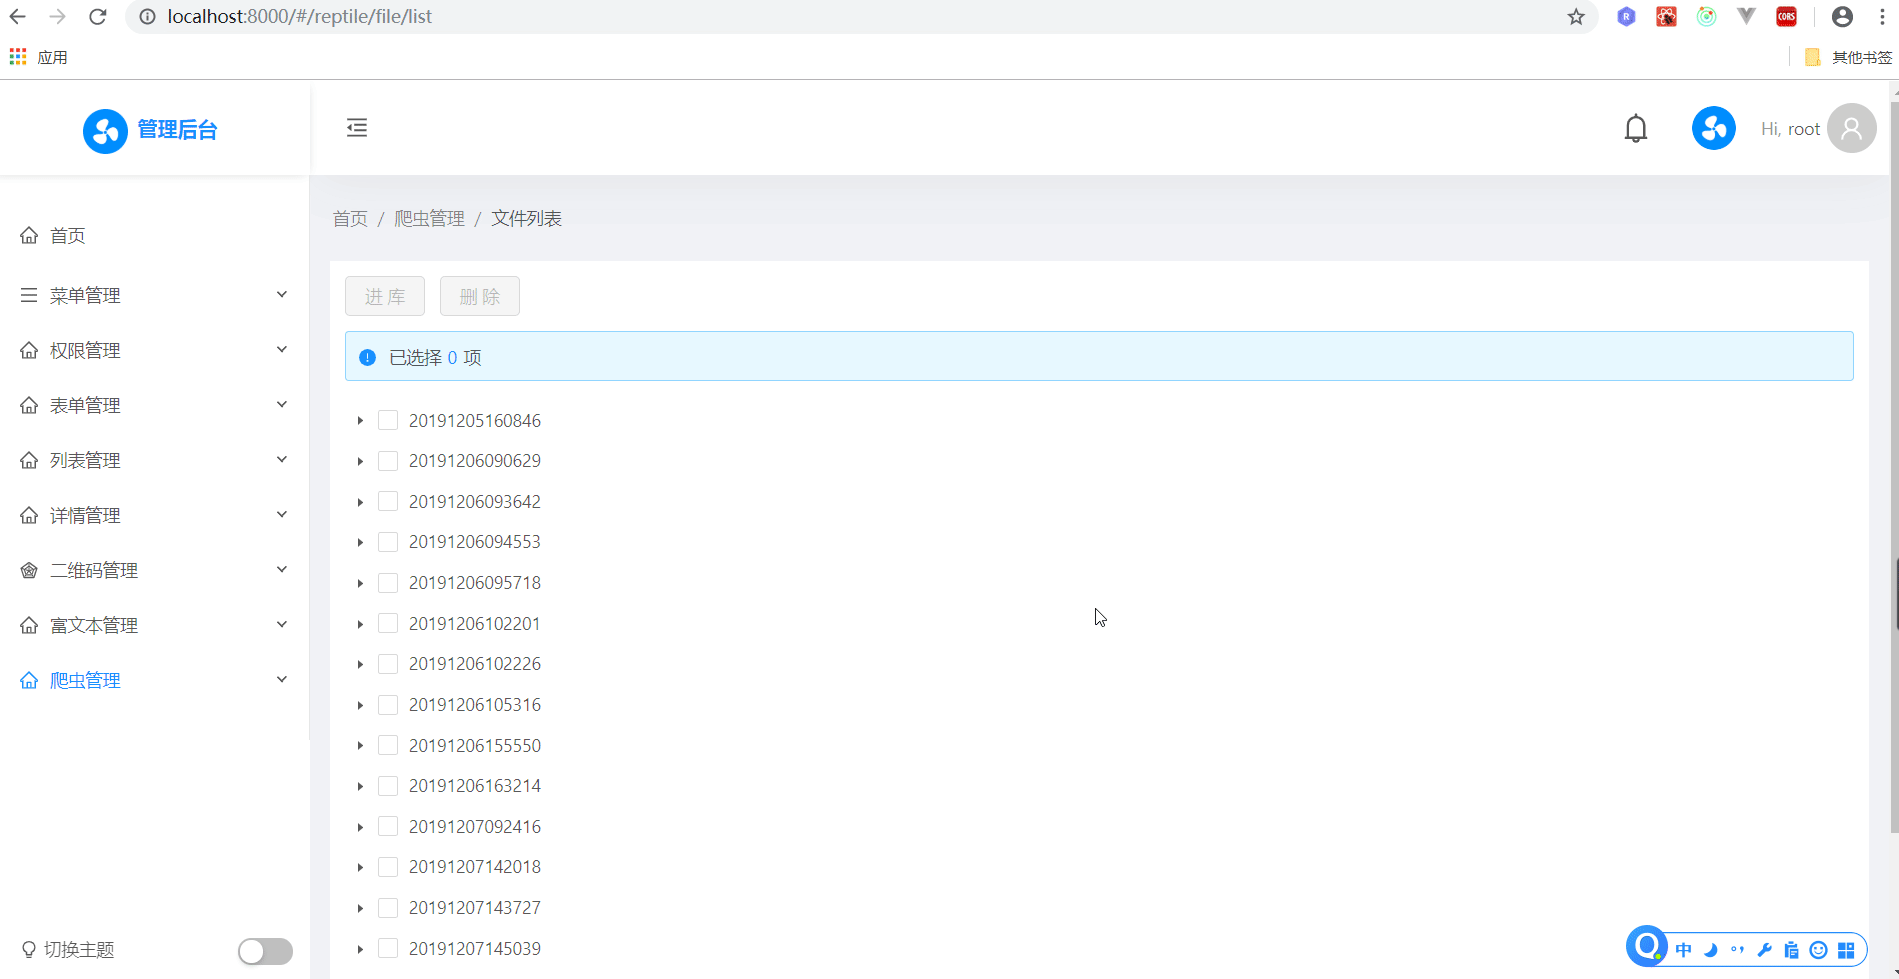 localhost:8000/#/reptile/file/list
CORS
应用
其他书签
管理后台
Hi, root
首页
菜单管理
权限管理
表单管理
列表管理
详情管理
二维码管理
富文本管理
爬虫管理
切换主题
首页 / 爬虫管理 / 文件列表
进 库 删 除
已选择 0 项
20191205160846
20191206090629
20191206093642
20191206094553
20191206095718
20191206102201
20191206102226
20191206105316
20191206155550
20191206163214
20191207092416
20191207142018
20191207143727
20191207145039
中